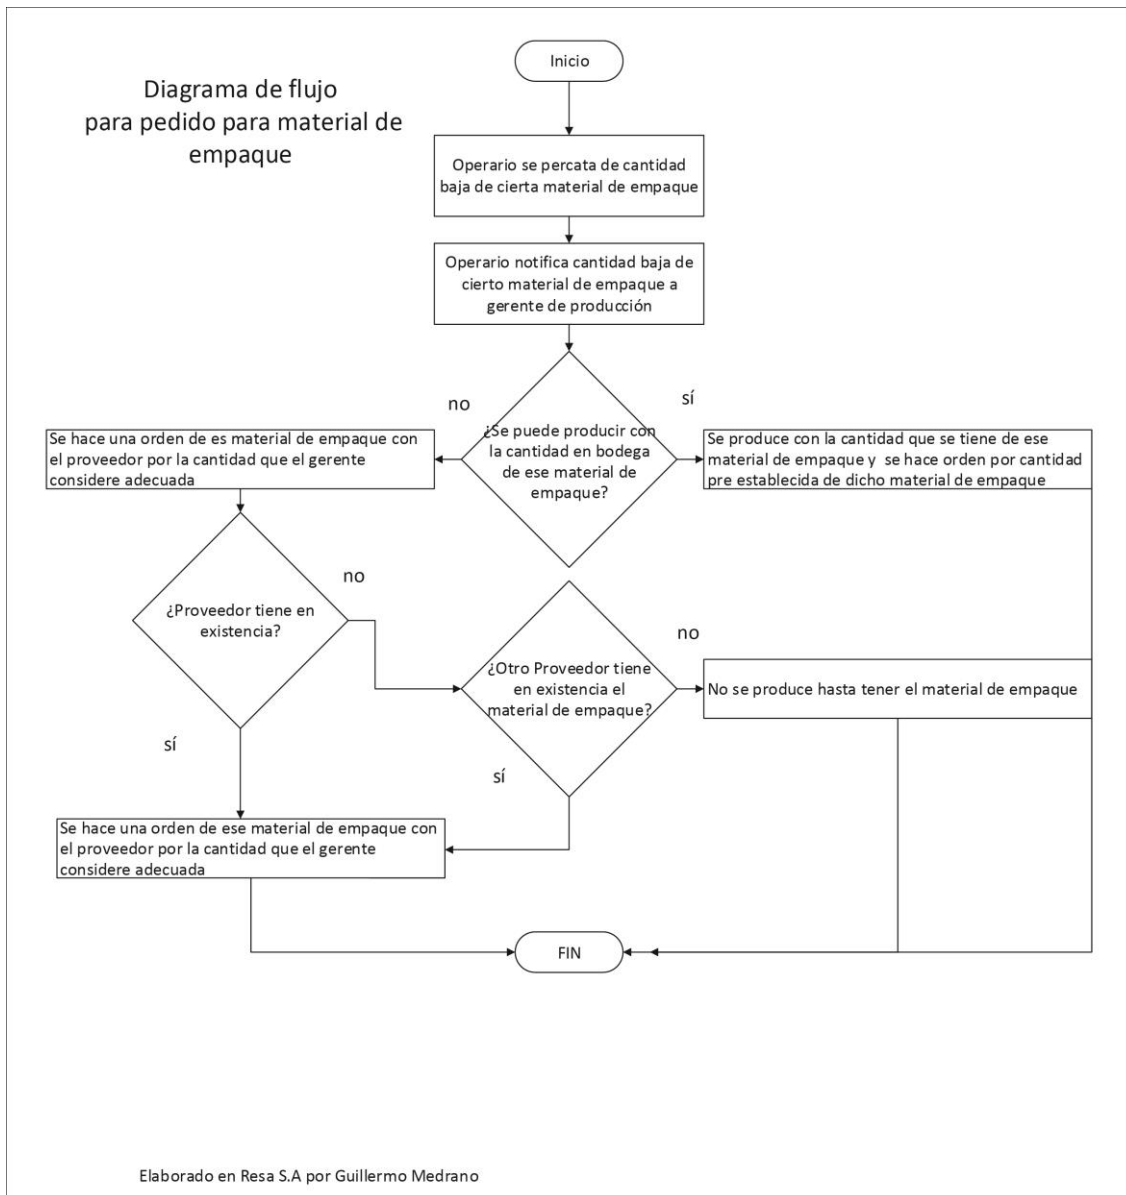 Inicio
Diagrama de flujo
para pedido para material de
empaque
Operario se percata de cantidad
baja de cierta material de empaque
Operario notifica cantidad baja de
cierto material de empaque a
gerente de producción
no
sí
¿Se puede producir con
la cantidad en bodega
de ese material de
empaque?
Se hace una orden de es material de empaque con
el proveedor por la cantidad que el gerente
considere adecuada
Se produce con la cantidad que se tiene de ese
material de empaque y se hace orden por cantidad
pre establecida de dicho material de empaque
no
¿Proveedor tiene en
existencia?
no
¿Otro Proveedor tiene
en existencia el
material de empaque?
No se produce hasta tener el material de empaque
sí
sí
Se hace una orden de ese material de empaque con
el proveedor por la cantidad que el gerente
considere adecuada
FIN
Elaborado en Resa S.A por Guillermo Medrano